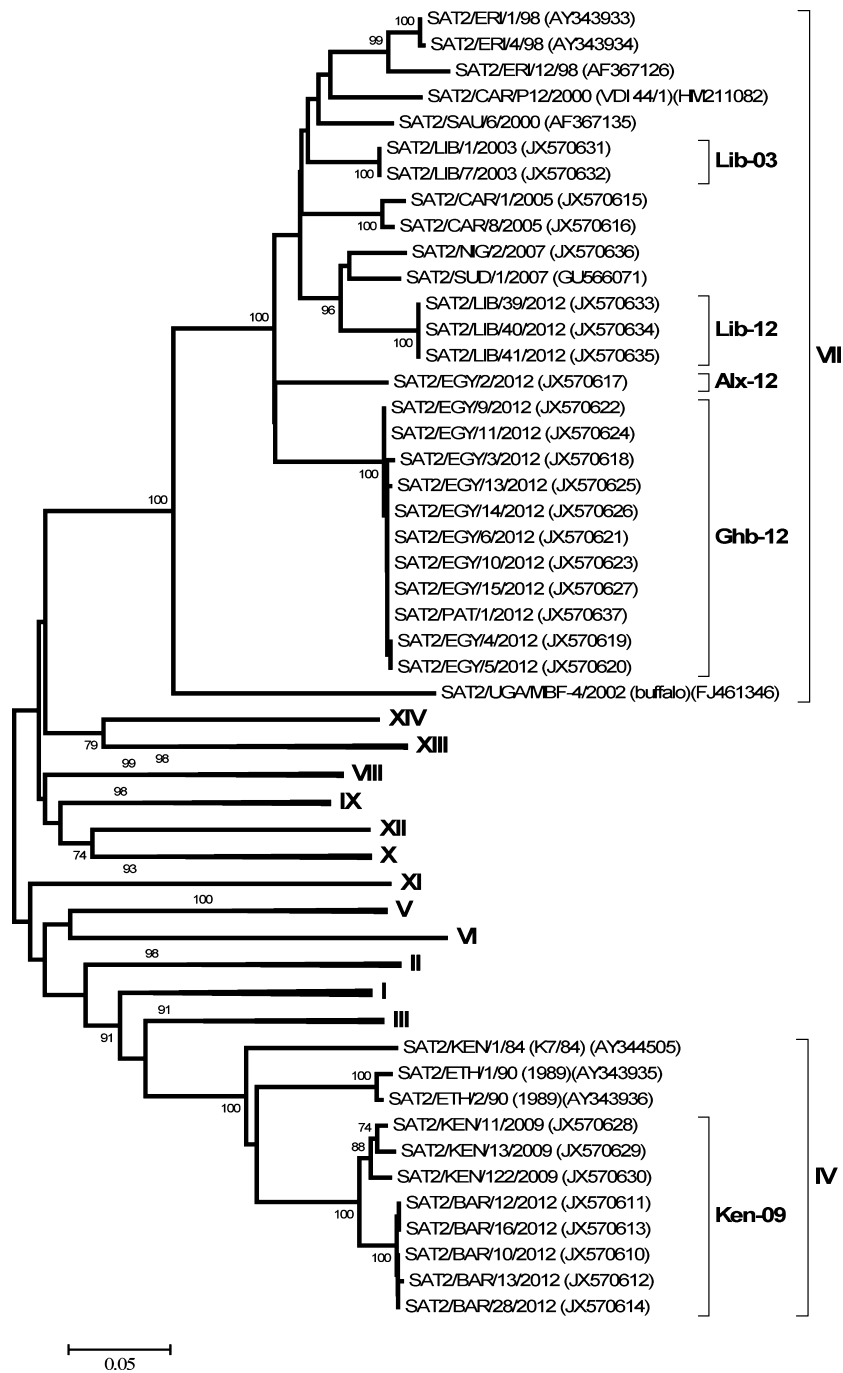 100 SAT2/ERI/1/98 (AY343933)
99 SAT2/ERI/4/98 (AY343934)
SAT2/ERI/12/98 (AF367126)
SAT2/CAR/P12/2000 (VDI 44/1)(HM211082)
SAT2/SAU/6/2000 (AF367135)
SAT2/LIB/1/2003 (JX570631)
Lib-03
100 SAT2/LIB/7/2003 (JX570632)
SAT2/CAR/1/2005 (JX570615)
100 SAT2/CAR/8/2005 (JX570616)
SAT2/NIG/2/2007 (JX570636)
SAT2/SUD/1/2007 (GU566071)
96 SAT2/LIB/39/2012 (JX570633)
100 SAT2/LIB/40/2012 (JX570634) Lib-12
100 SAT2/LIB/41/2012 (JX570635) VII
SAT2/EGY/2/2012 (JX570617) Alx-12
SAT2/EGY/9/2012 (JX570622)
SAT2/EGY/11/2012 (JX570624)
SAT2/EGY/3/2012 (JX570618)
100 SAT2/EGY/13/2012 (JX570625)
100 SAT2/EGY/14/2012 (JX570626)
SAT2/EGY/6/2012 (JX570621) Ghb-12
SAT2/EGY/10/2012 (JX570623)
SAT2/EGY/15/2012 (JX570627)
SAT2/PAT/1/2012 (JX570637)
SAT2/EGY/4/2012 (JX570619)
SAT2/EGY/5/2012 (JX570620)
SAT2/UGA/MBF-4/2002 (buffalo)(FJ461346)
XIV
79 XIII
99 98 VIII
98 IX
XII
74 X
93
XI
100 V
VI
98 II
I
91 III
91
SAT2/KEN/1/84 (K7/84) (AY344505)
100 SAT2/ETH/1/90 (1989)(AY343935)
100 SAT2/ETH/2/90 (1989)(AY343936)
74 SAT2/KEN/11/2009 (JX570628)
88 SAT2/KEN/13/2009 (JX570629)
SAT2/KEN/122/2009 (JX570630) IV
100 SAT2/BAR/12/2012 (JX570611)
Ken-09
SAT2/BAR/16/2012 (JX570613)
100 SAT2/BAR/10/2012 (JX570610)
SAT2/BAR/13/2012 (JX570612)
SAT2/BAR/28/2012 (JX570614)
0.05